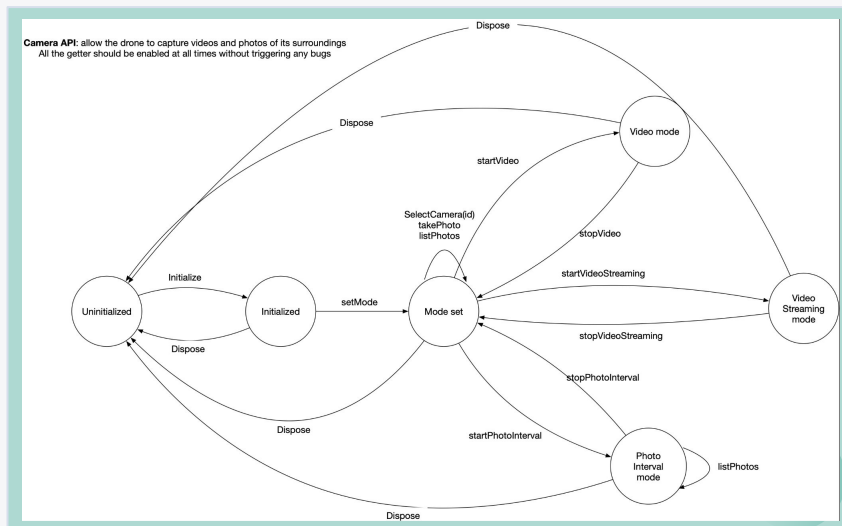 Dispose
Camera API: allow the drone to capture videos and photos of its surroundings
All the getter should be enabled at all times without triggering any bugs
Dispose
Video mode
startVideo
SelectCamera(id)
takePhoto
listPhotos
stopVideo
Initialize
startVideoStreaming
setMode
Uninitialized
Initialized
Mode set
Video
Streaming
mode
Dispose
stopVideoStreaming
stopPhotoInterval
Dispose
startPhotoInterval
Photo
Interval
mode
listPhotos
Dispose